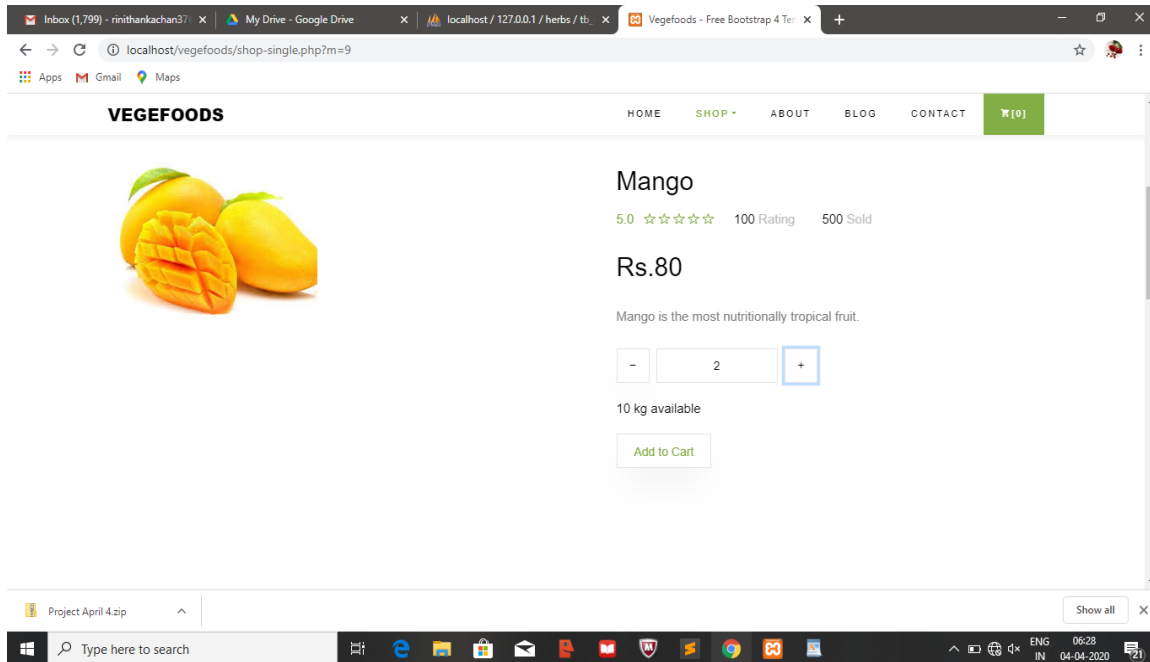 Inbox (1,799) - rinithankachan37
My Drive - Google Drive
localhost / 127.0.0.1 / herbs / tb_
Vegefoods - Free Bootstrap 4 Ter
localhost/vegefoods/shop-single.php?m=9
Apps Gmail Maps
VEGEFOODS HOME SHOP ABOUT BLOG CONTACT [0]
Mango
5.0 ☆☆☆☆☆ 100 Rating 500 Sold
Rs.80
Mango is the most nutritionally tropical fruit.
− 2 +
10 kg available
Add to Cart
Project April 4.zip Show all
Type here to search
ENG 06:28
IN 04-04-2020 21